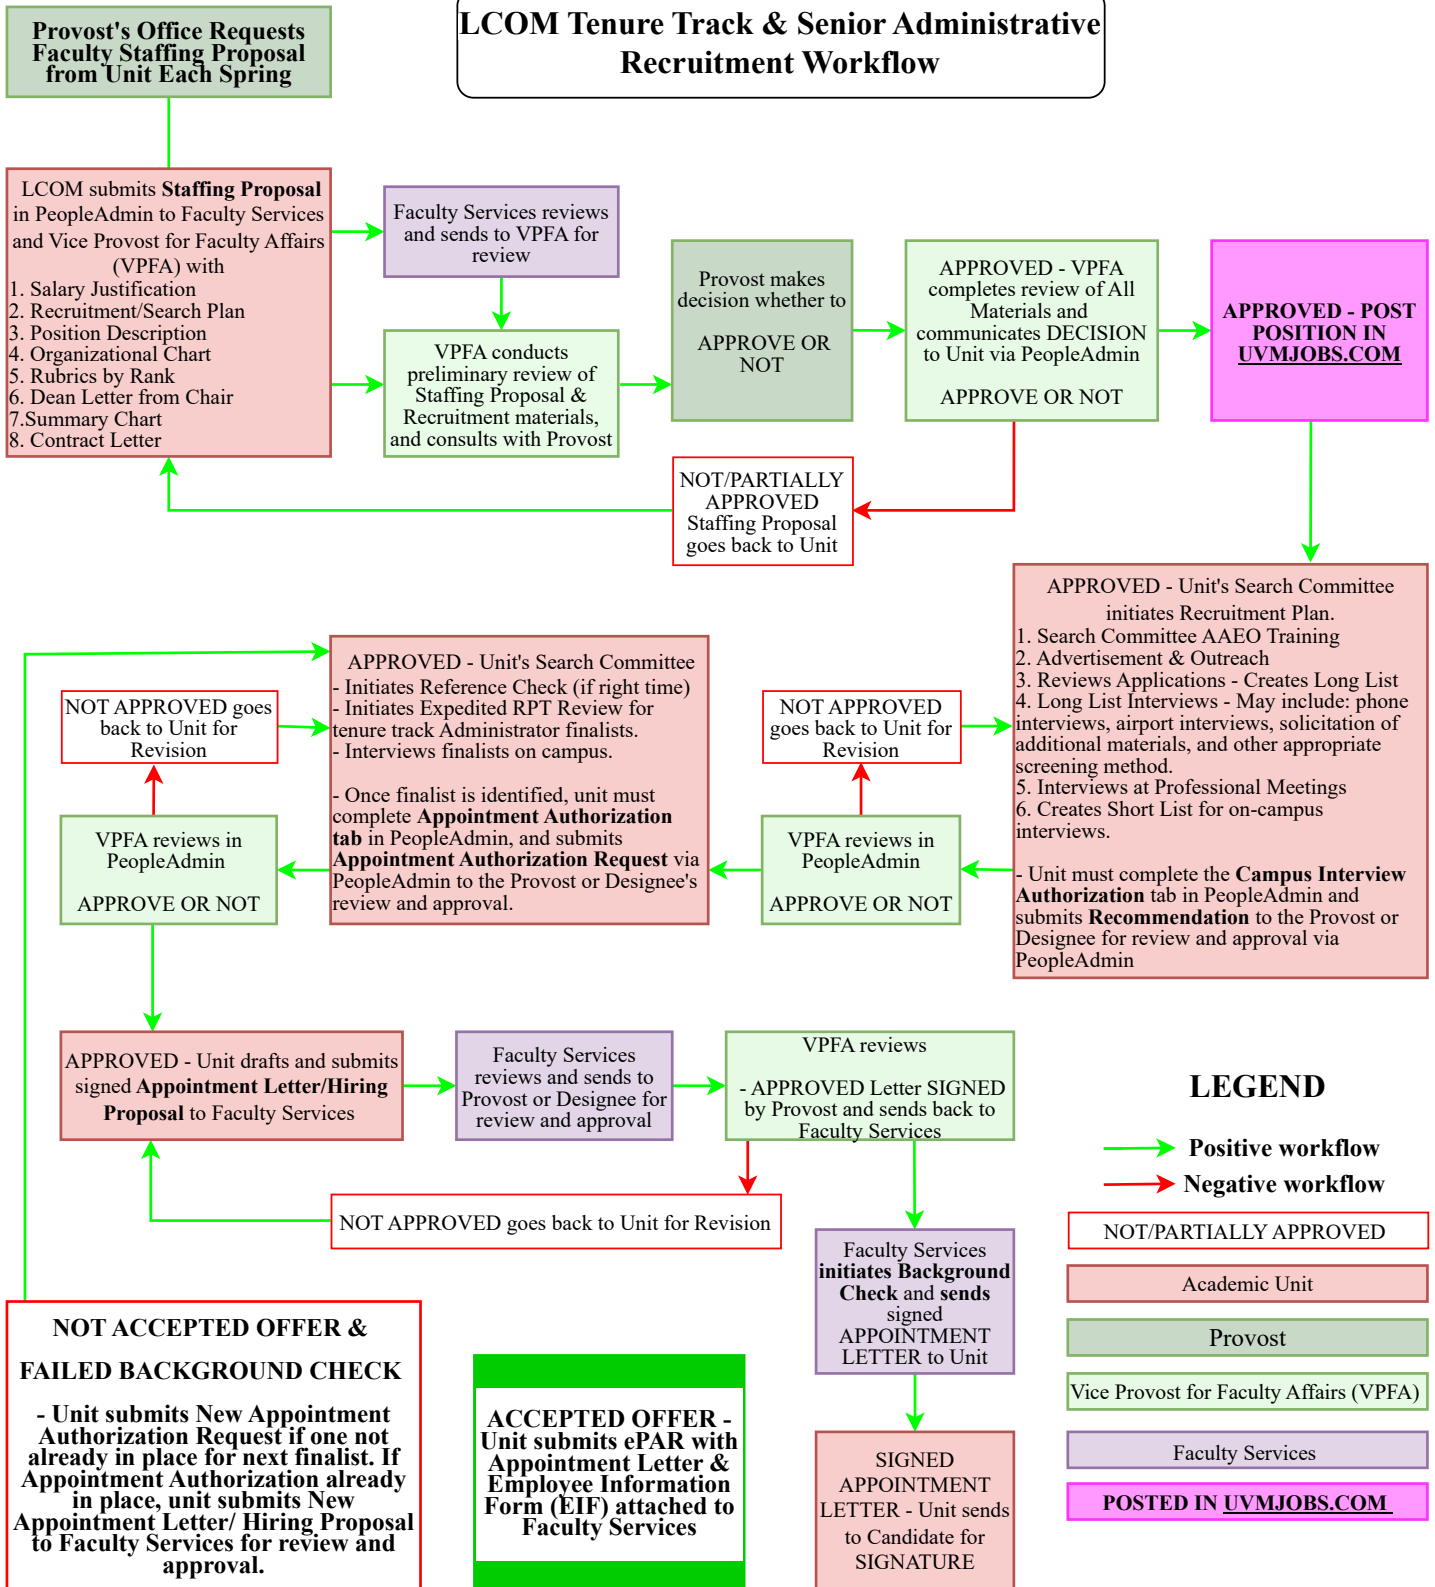 LCOM Tenure Track & Senior Administrative
Recruitment Workflow
Provost's Office Requests
Faculty Staffing Proposal
from Unit Each Spring
LCOM submits Staffing Proposal
in PeopleAdmin to Faculty Services
and Vice Provost for Faculty Affairs
(VPFA) with
1. Salary Justification
2. Recruitment/Search Plan
3. Position Description
4. Organizational Chart
5. Rubrics by Rank
6. Dean Letter from Chair
7.Summary Chart
8. Contract Letter
Faculty Services reviews
and sends to VPFA for
review
VPFA conducts
preliminary review of
Staffing Proposal &
Recruitment materials,
and consults with Provost
Provost makes
decision whether to
APPROVE OR
NOT
APPROVED - VPFA
completes review of All
Materials and
communicates DECISION
to Unit via PeopleAdmin
APPROVE OR NOT
APPROVED - POST
POSITION IN
UVMJOBS.COM
NOT/PARTIALLY
APPROVED
Staffing Proposal
goes back to Unit
APPROVED - Unit's Search Committee
initiates Recruitment Plan.
1. Search Committee AAEO Training
2. Advertisement & Outreach
3. Reviews Applications - Creates Long List
4. Long List Interviews - May include: phone
interviews, airport interviews, solicitation of
additional materials, and other appropriate
screening method.
5. Interviews at Professional Meetings
6. Creates Short List for on-campus
interviews.
- Unit must complete the Campus Interview
Authorization tab in PeopleAdmin and
submits Recommendation to the Provost or
Designee for review and approval via
PeopleAdmin
NOT APPROVED
goes back to Unit for
Revision
VPFA reviews in
PeopleAdmin
APPROVE OR NOT
APPROVED - Unit's Search Committee
- Initiates Reference Check (if right time)
- Initiates Expedited RPT Review for
tenure track Administrator finalists.
- Interviews finalists on campus.
- Once finalist is identified, unit must
complete Appointment Authorization
tab in PeopleAdmin, and submits
Appointment Authorization Request via
PeopleAdmin to the Provost or Designee's
review and approval.
NOT APPROVED goes
back to Unit for
Revision
VPFA reviews in
PeopleAdmin
APPROVE OR NOT
APPROVED - Unit drafts and submits
signed Appointment Letter/Hiring
Proposal to Faculty Services
Faculty Services
reviews and sends to
Provost or Designee for
review and approval
VPFA reviews
- APPROVED Letter SIGNED
by Provost and sends back to
Faculty Services
NOT APPROVED goes back to Unit for Revision
Faculty Services
initiates Background
Check and sends
signed
APPOINTMENT
LETTER to Unit
SIGNED
APPOINTMENT
LETTER - Unit sends
to Candidate for
SIGNATURE
ACCEPTED OFFER -
Unit submits ePAR with
Appointment Letter &
Employee Information
Form (EIF) attached to
Faculty Services
NOT ACCEPTED OFFER &
FAILED BACKGROUND CHECK
- Unit submits New Appointment
Authorization Request if one not
already in place for next finalist. If
Appointment Authorization already
in place, unit submits New
Appointment Letter/ Hiring Proposal
to Faculty Services for review and
approval.
LEGEND
Positive workflow
Negative workflow
NOT/PARTIALLY APPROVED
Academic Unit
Provost
Vice Provost for Faculty Affairs (VPFA)
Faculty Services
POSTED IN UVMJOBS.COM